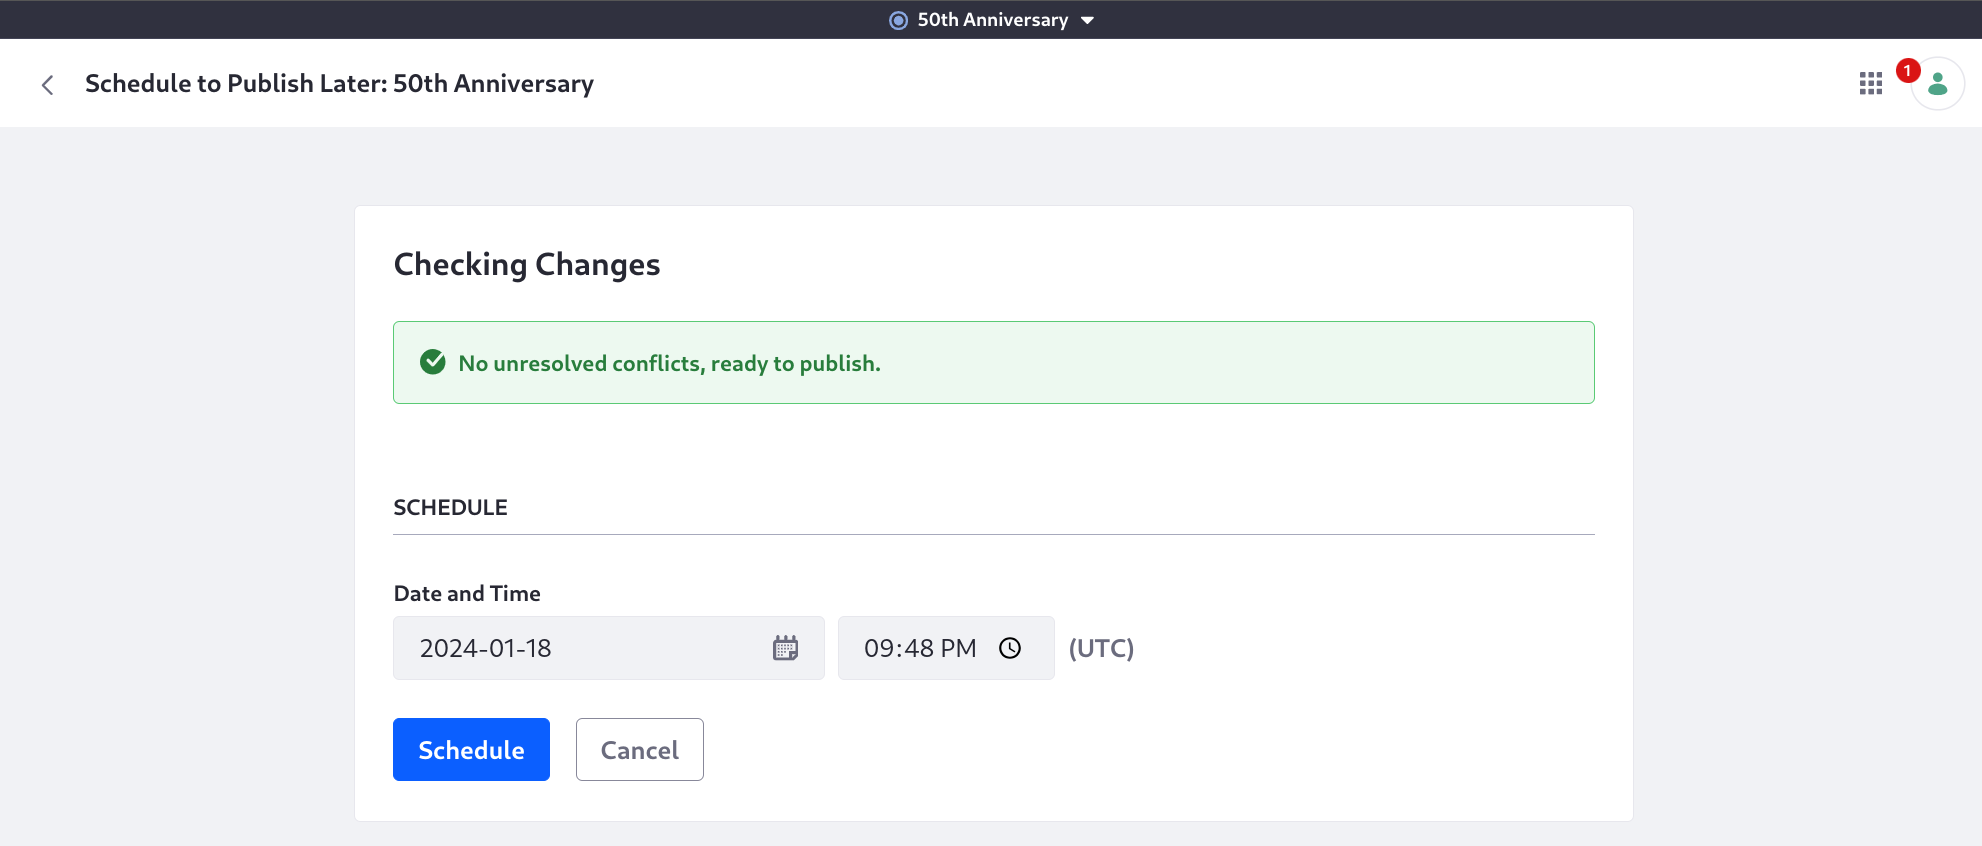 50th Anniversary
Schedule to Publish Later: 50th Anniversary
1
Checking Changes
No unresolved conflicts, ready to publish.
SCHEDULE
Date and Time
2024-01-18 09:48 PM (UTC)
Schedule Cancel